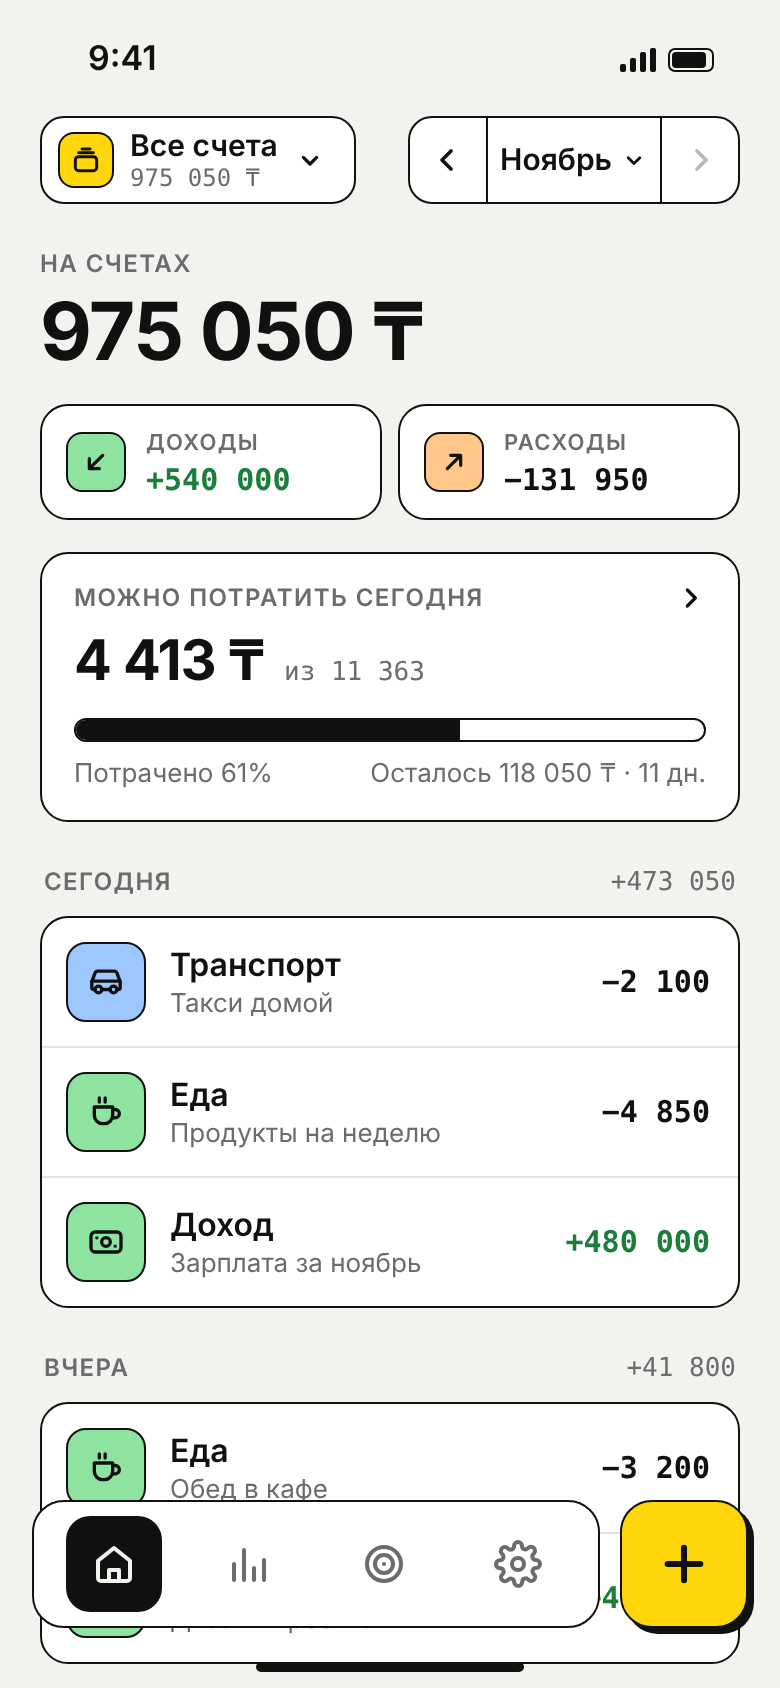 9:41
Все счета
975 050 ₸
Ноябрь
НА СЧЕТАХ
975 050 ₸
ДОХОДЫ
+540 000
РАСХОДЫ
−131 950
МОЖНО ПОТРАТИТЬ СЕГОДНЯ
4 413 ₸ из 11 363
Потрачено 61% Осталось 118 050 ₸ · 11 дн.
СЕГОДНЯ +473 050
Транспорт
Такси домой
−2 100
Еда
Продукты на неделю
−4 850
Доход
Зарплата за ноябрь
+480 000
ВЧЕРА +41 800
Еда
Обед в кафе
−3 200